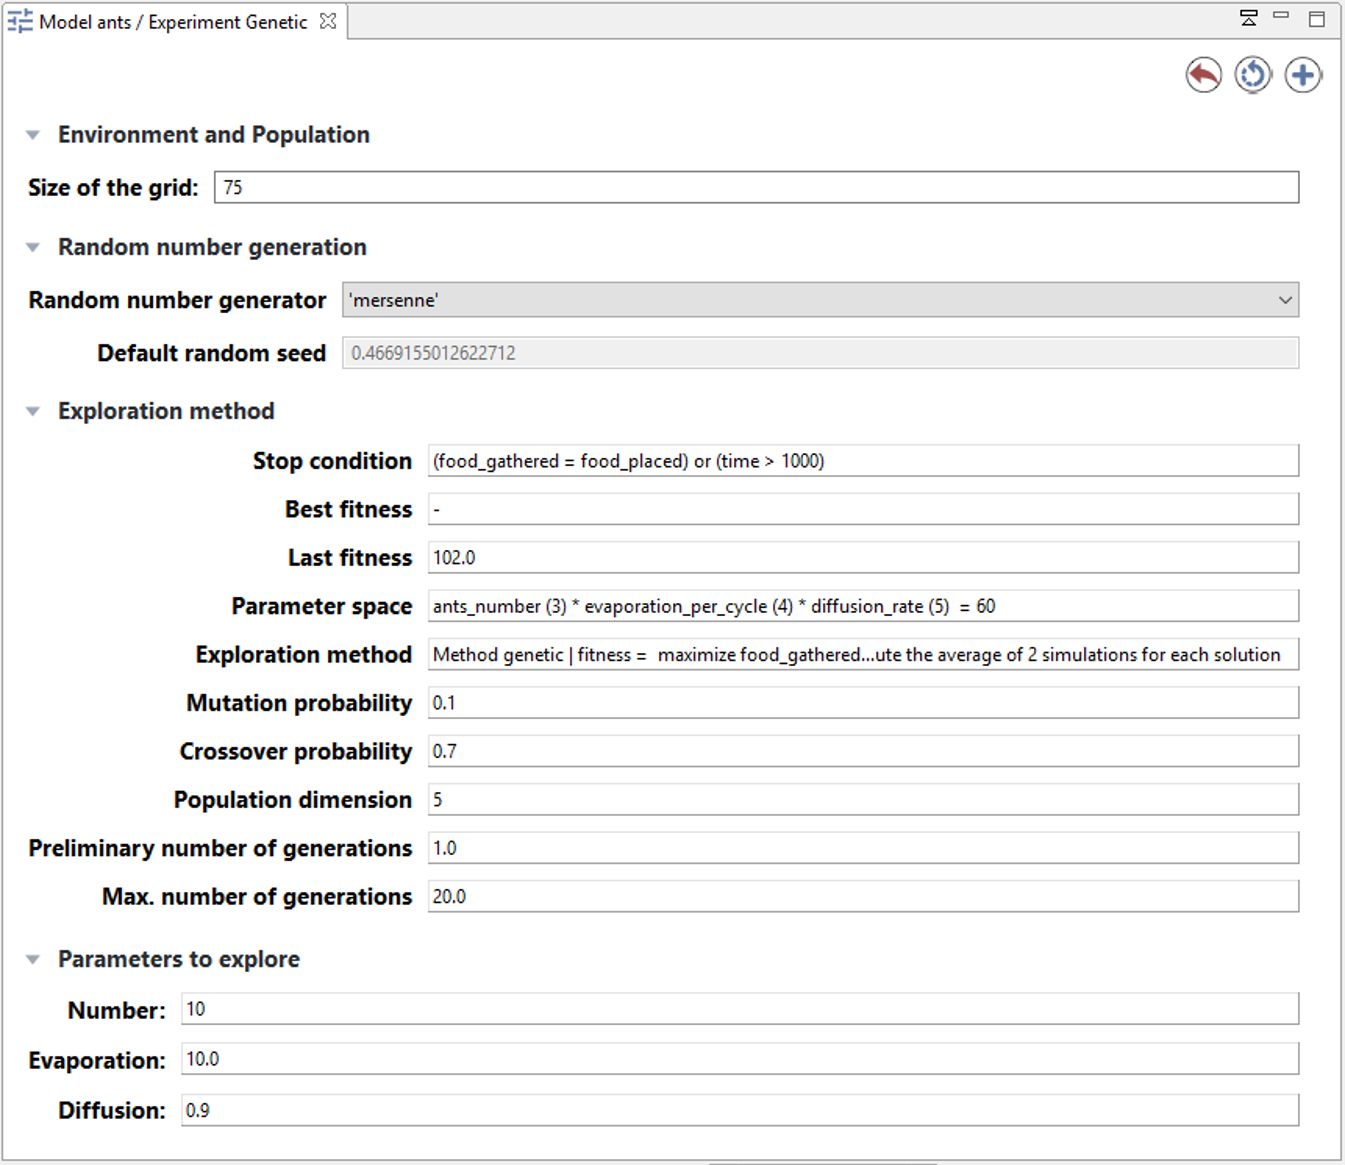 Model ants / Experiment Genetic
Environment and Population
Size of the grid: 75
Random number generation
Random number generator 'mersenne'
Default random seed 0.4669155012622712
Exploration method
Stop condition (food_gathered = food_placed) or (time > 1000)
Best fitness -
Last fitness 102.0
Parameter space ants_number (3) * evaporation_per_cycle (4) * diffusion_rate (5)  = 60
Exploration method Method genetic | fitness =  maximize food_gathered...ute the average of 2 simulations for each solution
Mutation probability 0.1
Crossover probability 0.7
Population dimension 5
Preliminary number of generations 1.0
Max. number of generations 20.0
Parameters to explore
Number: 10
Evaporation: 10.0
Diffusion: 0.9